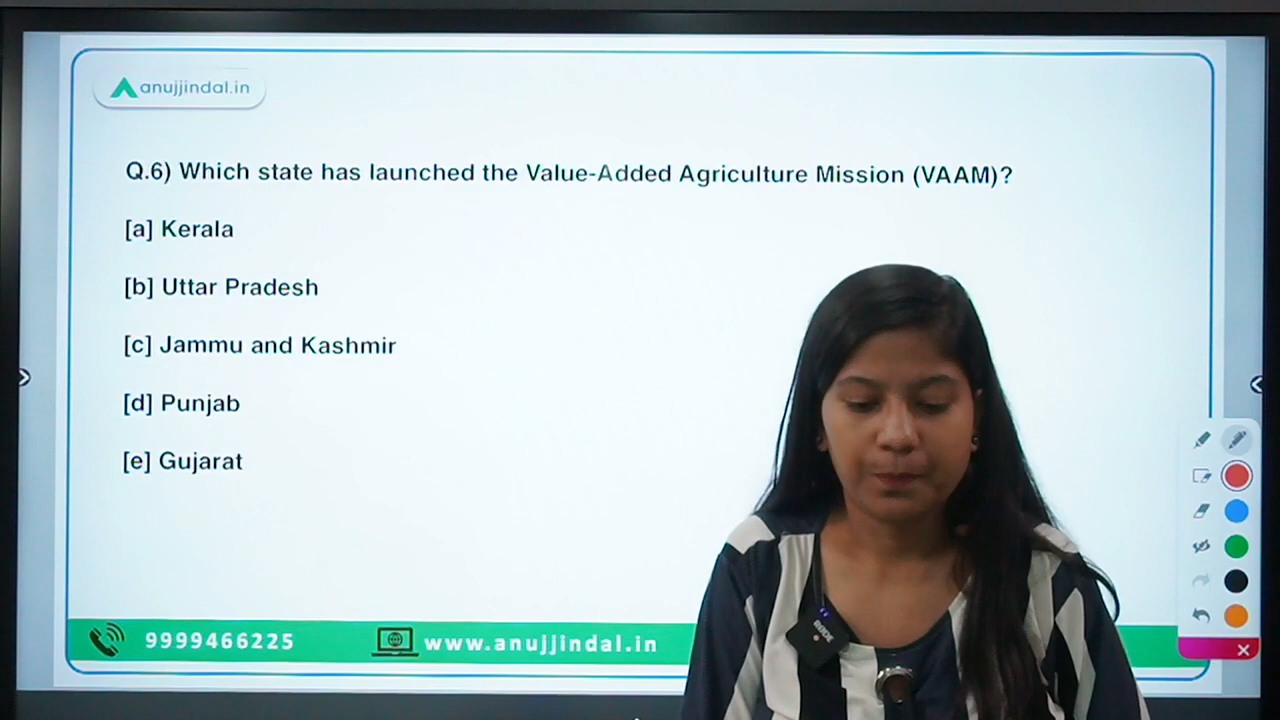 anujjindal.in
Q.6) Which state has launched the Value-Added Agriculture Mission (VAAM)?
[a] Kerala
[b] Uttar Pradesh
[c] Jammu and Kashmir
[d] Punjab
[e] Gujarat
9999466225
www.anujjindal.in
RODE